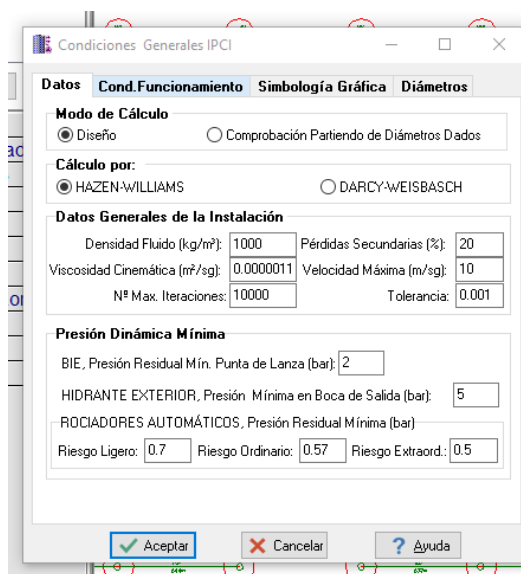 Condiciones Generales IPCI
Datos Cond.Funcionamiento Simbología Gráfica Diámetros
Modo de Cálculo
Diseño Comprobación Partiendo de Diámetros Dados
Cálculo por:
HAZEN-WILLIAMS DARCY-WEISBASCH
Datos Generales de la Instalación
Densidad Fluido (kg/m³): 1000 Pérdidas Secundarias (%): 20
Viscosidad Cinemática (m²/sg): 0.0000011 Velocidad Máxima (m/sg): 10
Nº Max. Iteraciones: 10000 Tolerancia: 0.001
Presión Dinámica Mínima
BIE, Presión Residual Mín. Punta de Lanza (bar): 2
HIDRANTE EXTERIOR, Presión Mínima en Boca de Salida (bar): 5
ROCIADORES AUTOMÁTICOS, Presión Residual Mínima (bar)
Riesgo Ligero: 0.7 Riesgo Ordinario: 0.57 Riesgo Extraord.: 0.5
Aceptar Cancelar Ayuda